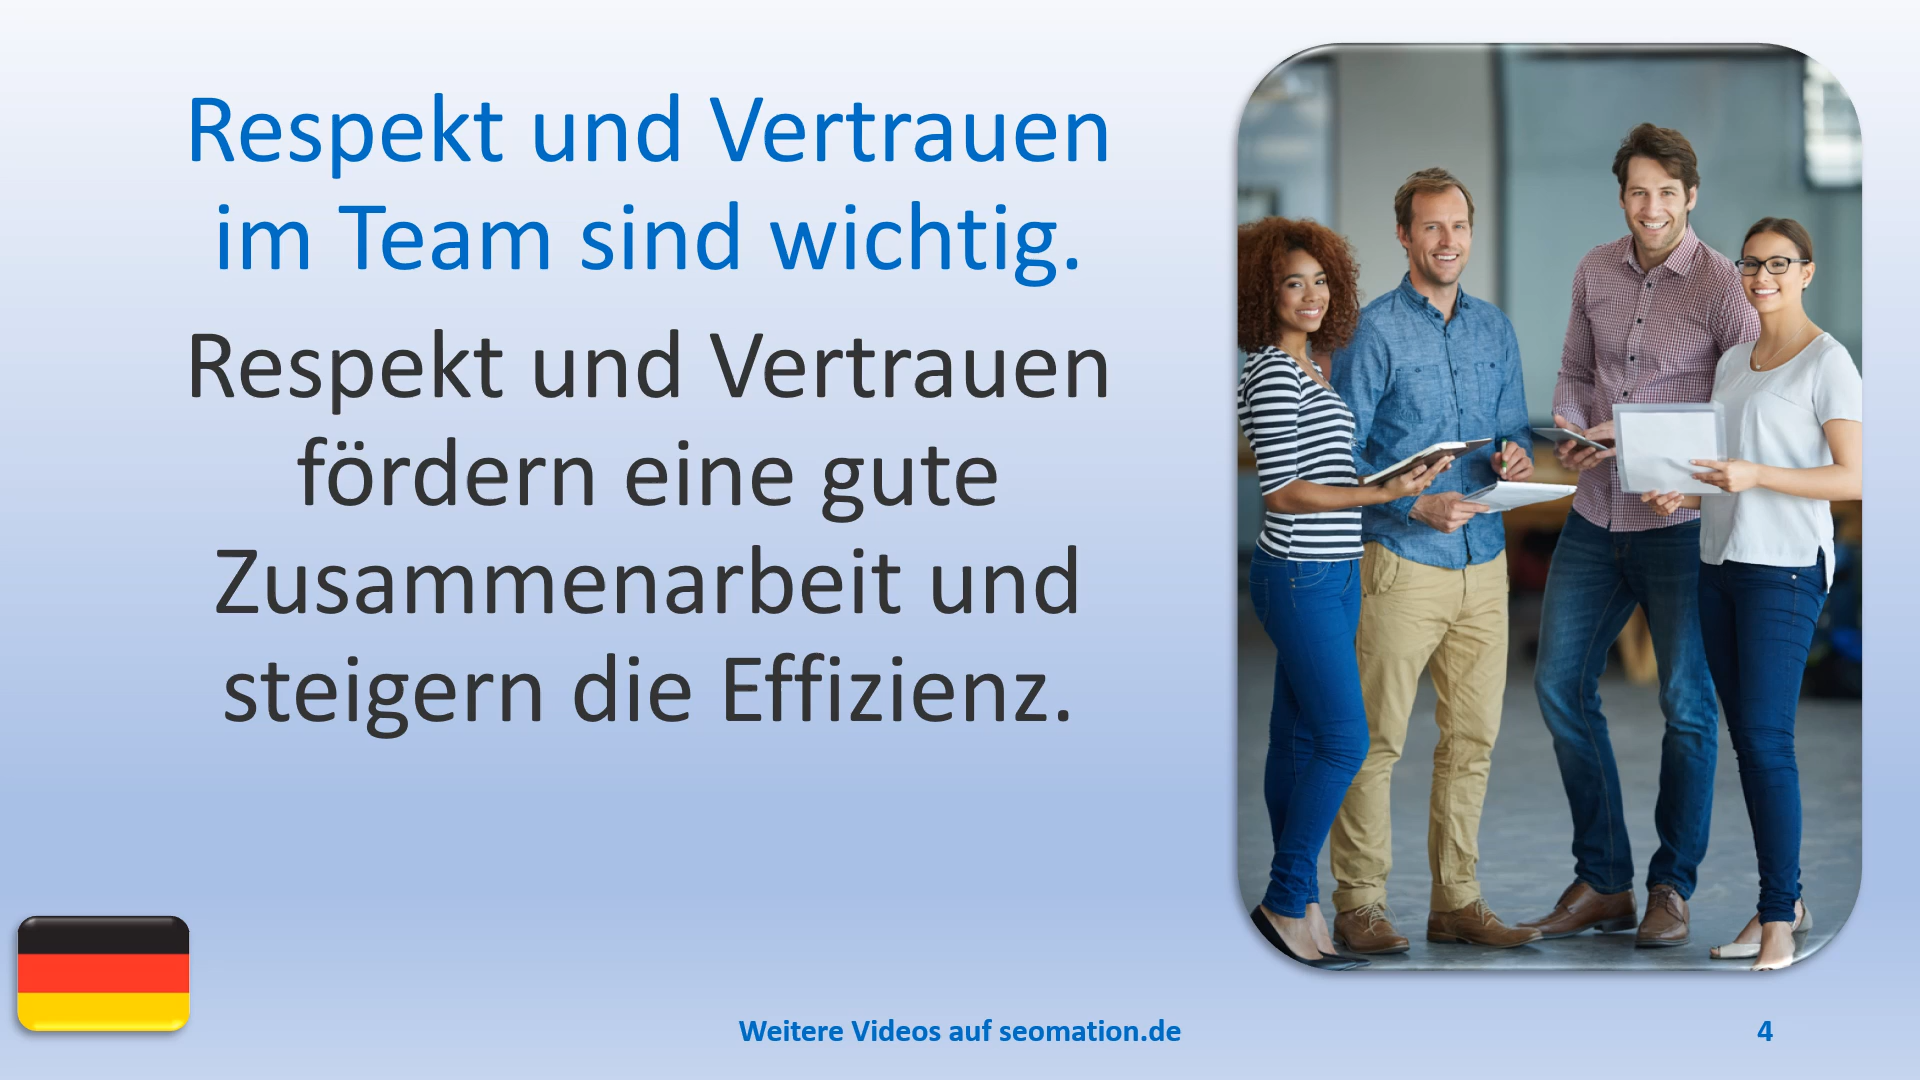 Respekt und Vertrauen
im Team sind wichtig.
Respekt und Vertrauen
fördern eine gute
Zusammenarbeit und
steigern die Effizienz.
Weitere Videos auf seomation.de
4